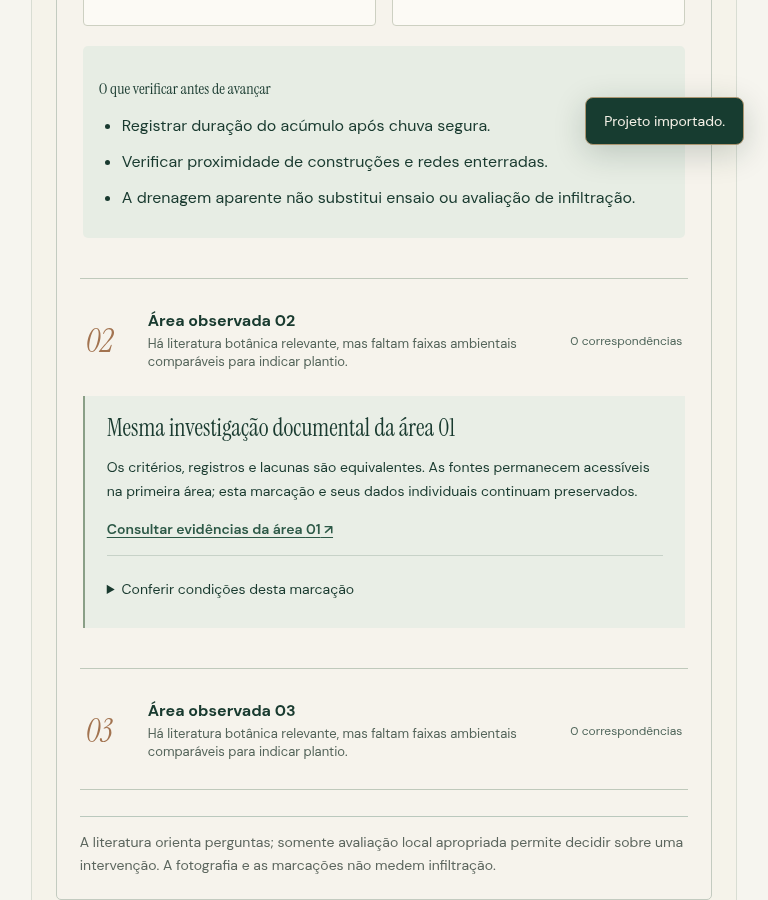 O que verificar antes de avançar
Registrar duração do acúmulo após chuva segura.
Projeto importado.
Verificar proximidade de construções e redes enterradas.
A drenagem aparente não substitui ensaio ou avaliação de infiltração.
02
Área observada 02
Há literatura botânica relevante, mas faltam faixas ambientais
comparáveis para indicar plantio.
0 correspondências
Mesma investigação documental da área 01
Os critérios, registros e lacunas são equivalentes. As fontes permanecem acessíveis
na primeira área; esta marcação e seus dados individuais continuam preservados.
Consultar evidências da área 01 ↗
Conferir condições desta marcação
03
Área observada 03
Há literatura botânica relevante, mas faltam faixas ambientais
comparáveis para indicar plantio.
0 correspondências
A literatura orienta perguntas; somente avaliação local apropriada permite decidir sobre uma
intervenção. A fotografia e as marcações não medem infiltração.